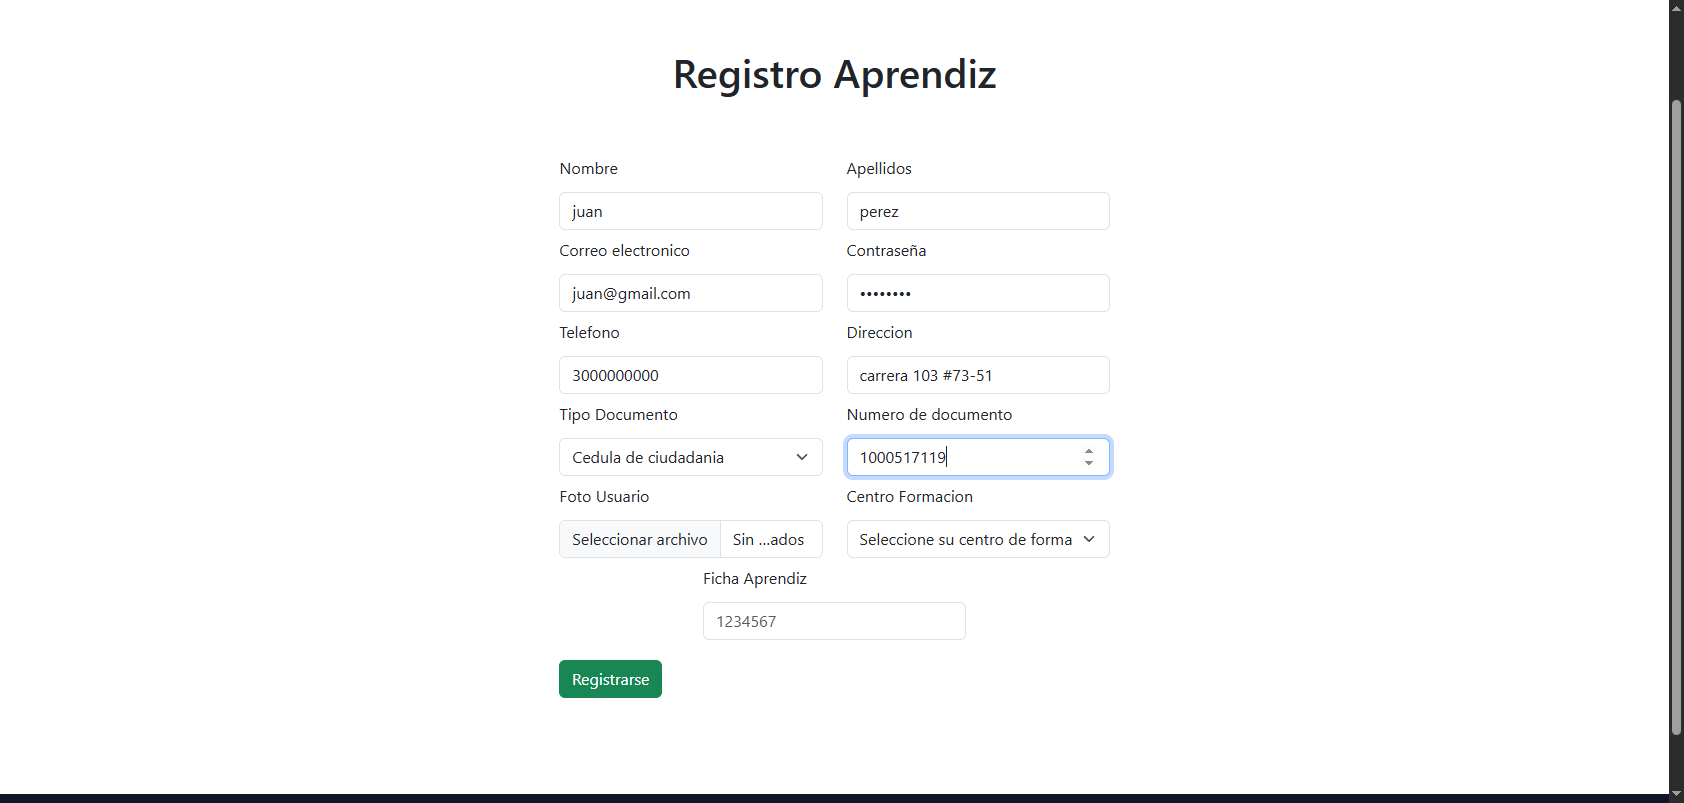 Registro Aprendiz
Nombre
Apellidos
juan
perez
Correo electronico
Contraseña
juan@gmail.com
••••••••
Telefono
Direccion
3000000000
carrera 103 #73-51
Tipo Documento
Numero de documento
Cedula de ciudadania
1000517119
Foto Usuario
Centro Formacion
Seleccionar archivo
Sin ...ados
Seleccione su centro de forma
Ficha Aprendiz
1234567
Registrarse